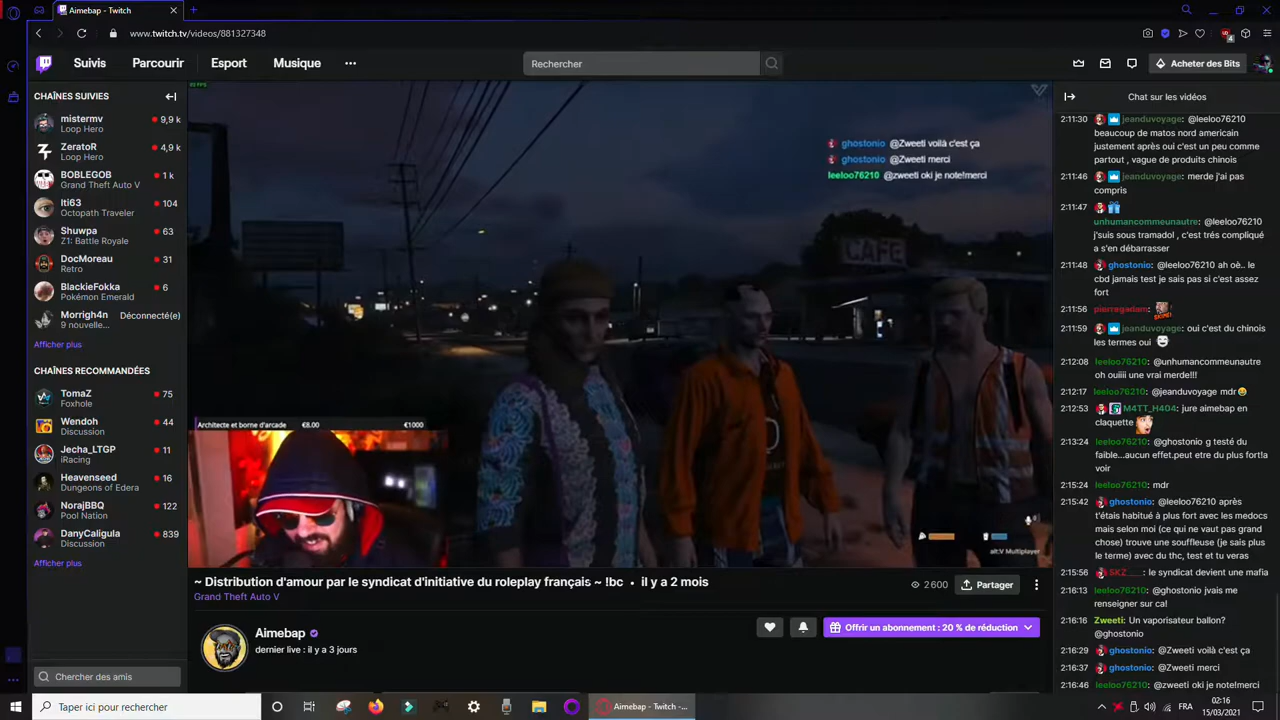 Aimebap - Twitch
www.twitch.tv/videos/881327348
Suivis
Parcourir
Esport
Musique
Rechercher
Acheter des Bits
CHAÎNES SUIVIES
mistermv
9,9 k
Loop Hero
ZeratoR
4,9 k
Loop Hero
BOBLEGOB
1 k
Grand Theft Auto V
Iti63
104
Octopath Traveler
Shuwpa
63
Z1: Battle Royale
DocMoreau
31
Retro
BlackieFokka
6
Pokémon Emerald
Morrigh4n
Déconnecté(e)
9 nouvelle...
Afficher plus
CHAÎNES RECOMMANDÉES
TomaZ
75
Foxhole
Wendoh
44
Discussion
Jecha_LTGP
11
iRacing
Heavenseed
16
Dungeons of Edera
NorajBBQ
122
Pool Nation
DanyCaligula
839
Discussion
Afficher plus
Chercher des amis
ghostonio @Zweeti voilà c'est ça
ghostonio @Zweeti merci
leeloo76210 @zweeti oki je note!merci
CAFE
Architecte et borne d'arcade €8.00 €1000
alt:V Multiplayer
~ Distribution d'amour par le syndicat d'initiative du roleplay français ~ !bc • il y a 2 mois
Grand Theft Auto V
2 600
Partager
Aimebap
dernier live : il y a 3 jours
Offrir un abonnement : 20 % de réduction
Chat sur les vidéos
2:11:30 jeanduvoyage: @leeloo76210
beaucoup de matos nord americain
justement après oui c'est un peu comme
partout , vague de produits chinois
2:11:46 jeanduvoyage: merde j'ai pas
compris
2:11:47
unhumancommeunautre: @leeloo76210
j'suis sous tramadol , c'est trés compliqué
a s'en débarrasser
2:11:48 ghostonio: @leeloo76210 ah oè.. le
cbd jamais test je sais pas si c'est assez
fort
2:11:56 pierregadam:
2:11:59 jeanduvoyage: oui c'est du chinois
les termes oui
2:12:08 leeloo76210: @unhumancommeunautre
oh ouiiii une vrai merde!!!
2:12:17 leeloo76210: @jeanduvoyage mdr
2:12:53 M4TT_H404: jure aimebap en
claquette
2:13:24 leeloo76210: @ghostonio g testé du
faible...aucun effet.peut etre du plus fort!a
voir
2:15:24 leeloo76210: mdr
2:15:42 ghostonio: @leeloo76210 après
t'étais habitué à plus fort avec les medocs
mais selon moi (ce qui ne vaut pas grand
chose) trouve une souffleuse (je sais plus
le terme) avec du thc, test et tu veras
2:15:56 SKZ___: le syndicat devient une mafia
2:16:13 leeloo76210: @ghostonio jvais me
renseigner sur ca!
2:16:16 Zweeti: Un vaporisateur ballon?
@ghostonio
2:16:29 ghostonio: @Zweeti voilà c'est ça
2:16:37 ghostonio: @Zweeti merci
2:16:46 leeloo76210: @zweeti oki je note!merci
Taper ici pour rechercher
Aimebap - Twitch -...
FRA
02:16
15/03/2021